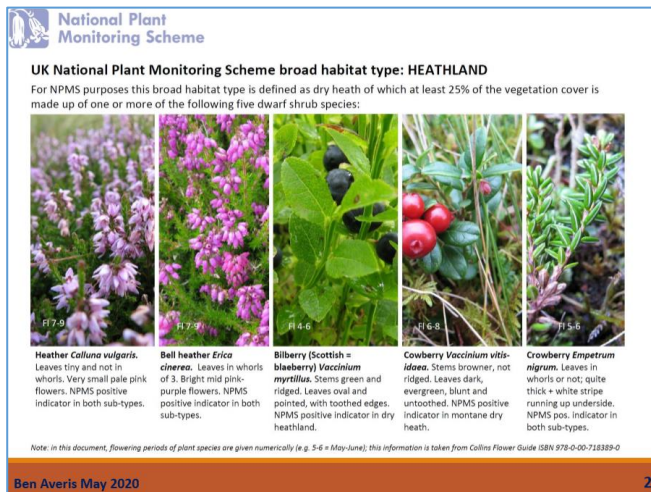 National Plant
Monitoring Scheme
UK National Plant Monitoring Scheme broad habitat type: HEATHLAND
For NPMS purposes this broad habitat type is defined as dry heath of which at least 25% of the vegetation cover is
made up of one or more of the following five dwarf shrub species:
Fl 7-9
Fl 7-9
Fl 4-6
Fl 6-8
Fl 5-6
Heather Calluna vulgaris.
Leaves tiny and not in
whorls. Very small pale pink
flowers. NPMS positive
indicator in both sub-types.
Bell heather Erica
cinerea. Leaves in whorls
of 3. Bright mid pink-
purple flowers. NPMS
positive indicator in both
sub-types.
Bilberry (Scottish =
blaeberry) Vaccinium
myrtillus. Stems green and
ridged. Leaves oval and
pointed, with toothed edges.
NPMS positive indicator in dry
heathland.
Cowberry Vaccinium vitis-
idaea. Stems browner, not
ridged. Leaves dark,
evergreen, blunt and
untoothed. NPMS positive
indicator in montane dry
heath.
Crowberry Empetrum
nigrum. Leaves in
whorls or not; quite
thick + white stripe
running up underside.
NPMS pos. indicator in
both sub-types.
Note: in this document, flowering periods of plant species are given numerically (e.g. 5-6 = May-June); this information is taken from Collins Flower Guide ISBN 978-0-00-718389-0
Ben Averis May 2020
2